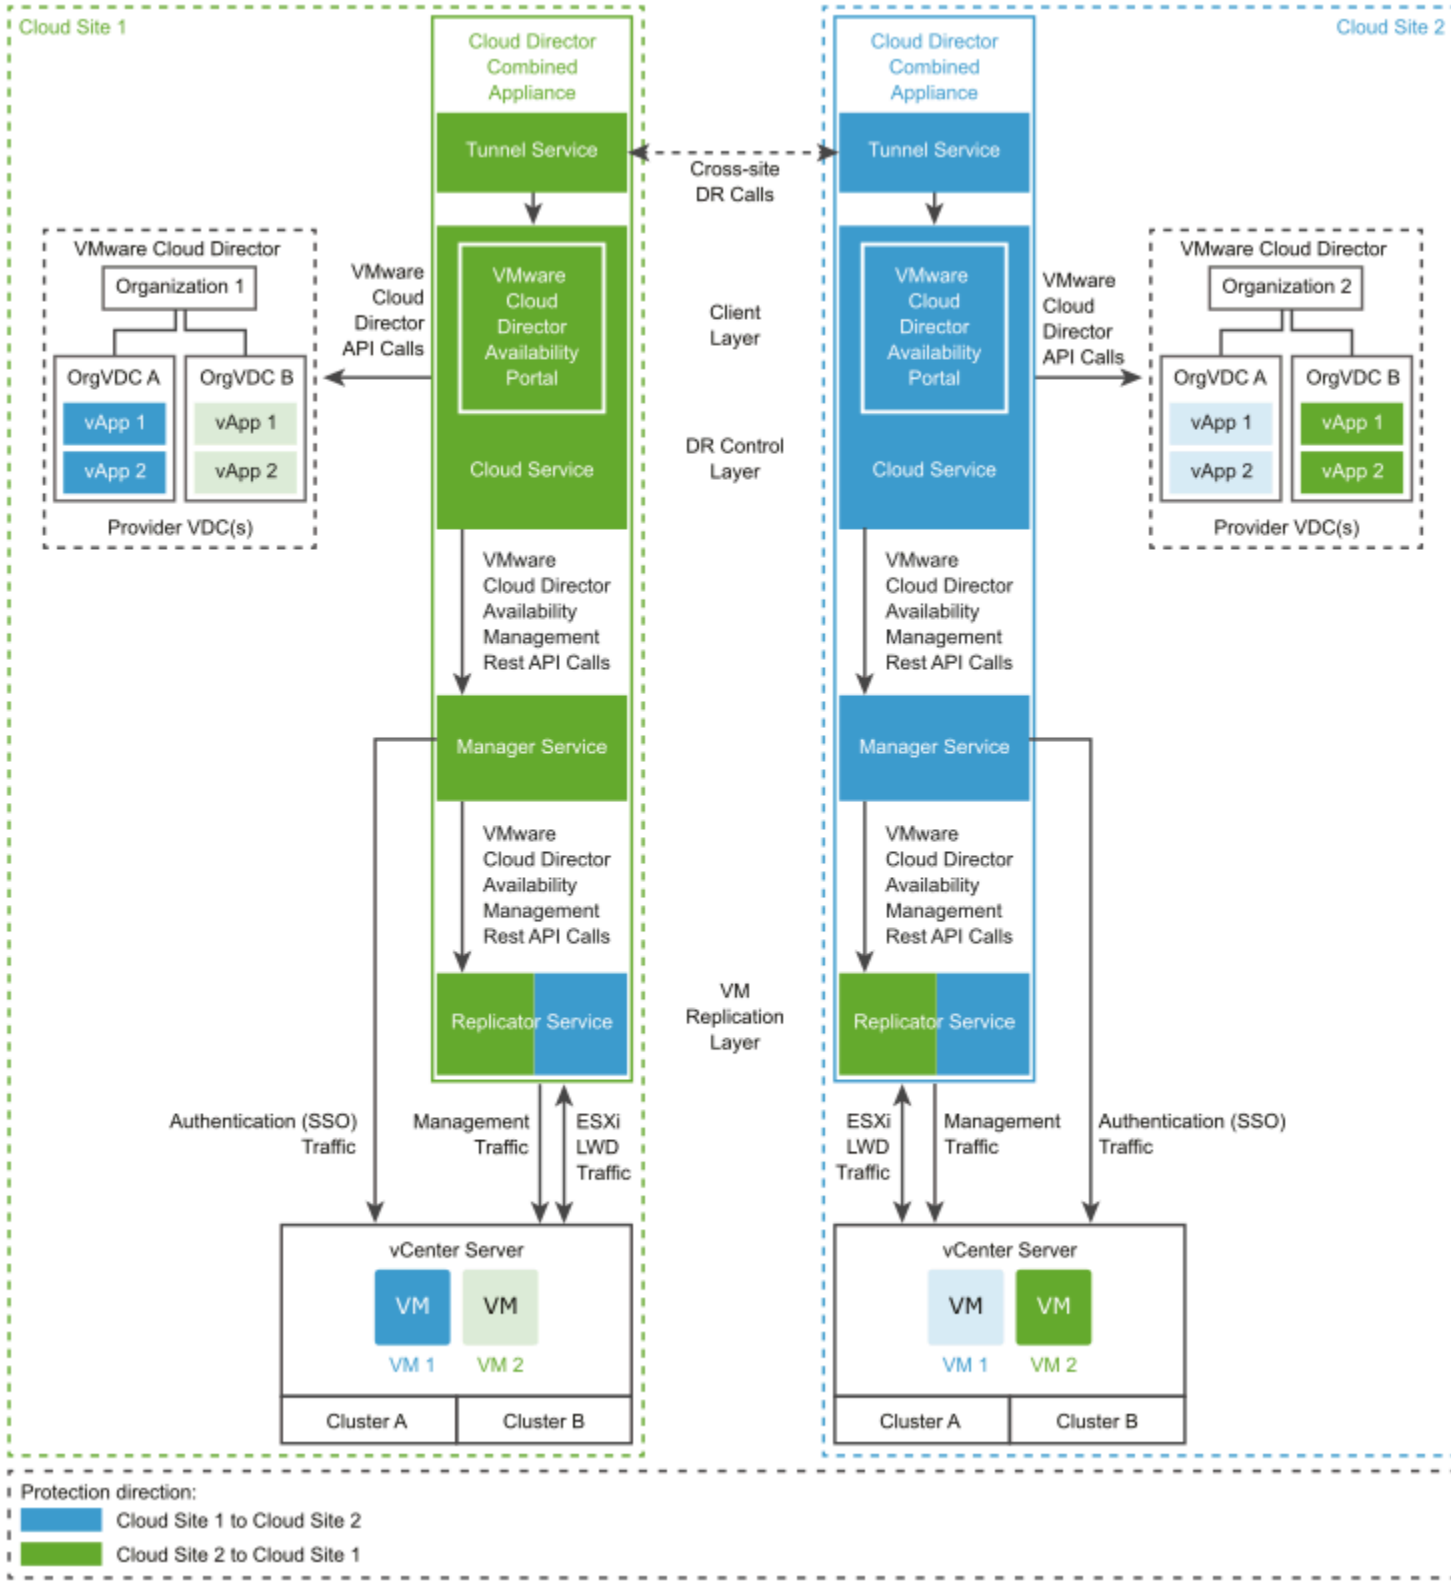 Cloud Site 1
Cloud Director
Combined
Appliance
Tunnel Service
Cross-site
DR Calls
Cloud Director
Combined
Appliance
Tunnel Service
Cloud Site 2
VMware Cloud Director
Organization 1
OrgVDC A
vApp 1
vApp 2
OrgVDC B
vApp 1
vApp 2
Provider VDC(s)
VMware
Cloud
Director
API Calls
VMware
Cloud
Director
Availability
Portal
Cloud Service
Client
Layer
DR Control
Layer
VMware
Cloud
Director
Availability
Portal
Cloud Service
VMware
Cloud
Director
API Calls
VMware Cloud Director
Organization 2
OrgVDC A
vApp 1
vApp 2
OrgVDC B
vApp 1
vApp 2
Provider VDC(s)
VMware
Cloud Director
Availability
Management
Rest API Calls
VMware
Cloud Director
Availability
Management
Rest API Calls
Manager Service
Manager Service
VMware
Cloud Director
Availability
Management
Rest API Calls
VMware
Cloud Director
Availability
Management
Rest API Calls
Replicator Service
VM
Replication
Layer
Replicator Service
Authentication (SSO)
Traffic
Management
Traffic
ESXi
LWD
Traffic
ESXi
LWD
Traffic
Management
Traffic
Authentication (SSO)
Traffic
vCenter Server
VM
VM
VM 1
VM 2
Cluster A
Cluster B
vCenter Server
VM
VM
VM 1
VM 2
Cluster A
Cluster B
Protection direction:
Cloud Site 1 to Cloud Site 2
Cloud Site 2 to Cloud Site 1